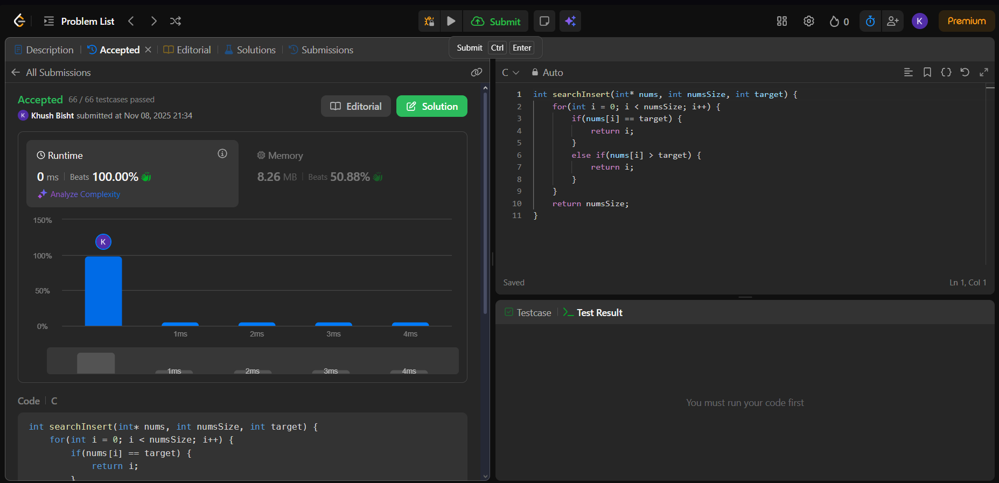 Problem List
Submit
0
K
Premium
Submit Ctrl Enter
Description
Accepted
Editorial
Solutions
Submissions
All Submissions
Accepted 66 / 66 testcases passed
K Khush Bisht submitted at Nov 08, 2025 21:34
Editorial
Solution
Runtime
0 ms Beats 100.00%
Analyze Complexity
Memory
8.26 MB Beats 50.88%
150%
K
100%
50%
0%
1ms 2ms 3ms 4ms
1ms 2ms 3ms 4ms
Code C
int searchInsert(int* nums, int numsSize, int target) {
for(int i = 0; i < numsSize; i++) {
if(nums[i] == target) {
return i;
}
C Auto
1 int searchInsert(int* nums, int numsSize, int target) {
2 for(int i = 0; i < numsSize; i++) {
3 if(nums[i] == target) {
4 return i;
5 }
6 else if(nums[i] > target) {
7 return i;
8 }
9 }
10 return numsSize;
11 }
Saved
Ln 1, Col 1
Testcase
Test Result
You must run your code first